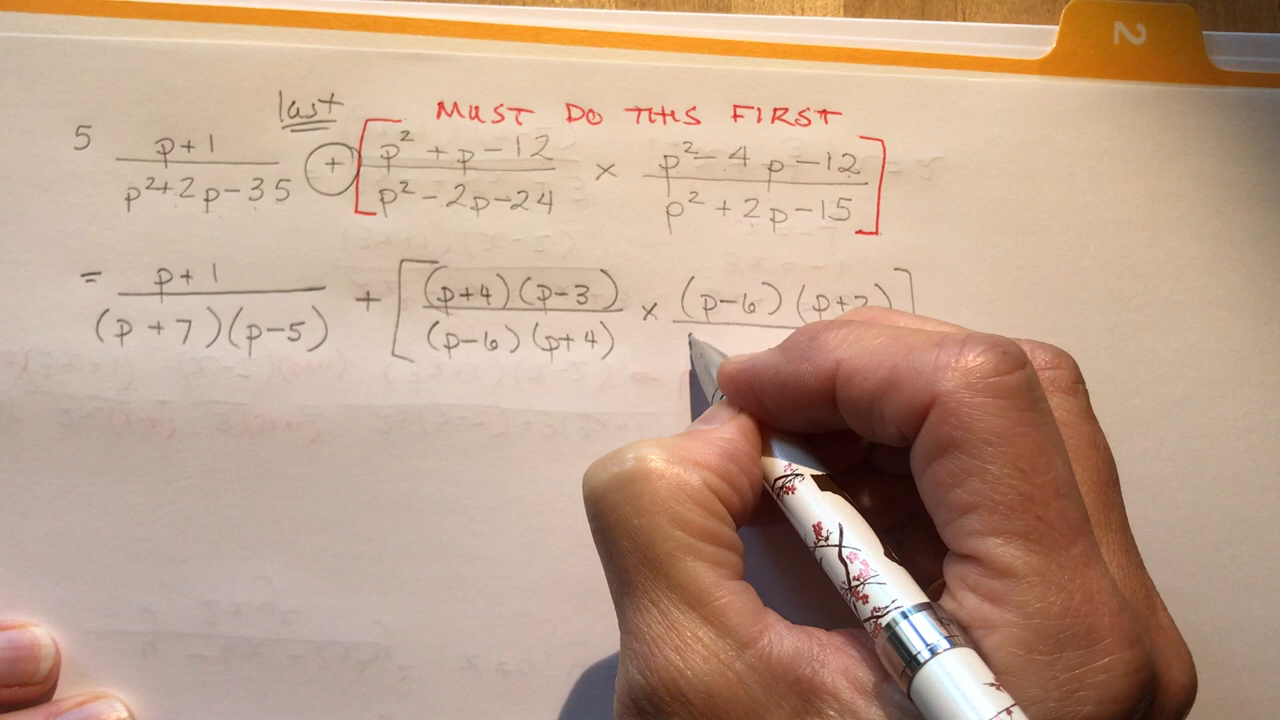 2
last MUST DO THIS FIRST
5 p+1 / p²+2p-35 + [ p²+p-12 / p²-2p-24 × p²-4p-12 / p²+2p-15 ]
= p+1 / (p+7)(p-5) + [ (p+4)(p-3) / (p-6)(p+4) × (p-6)(p+2) ]